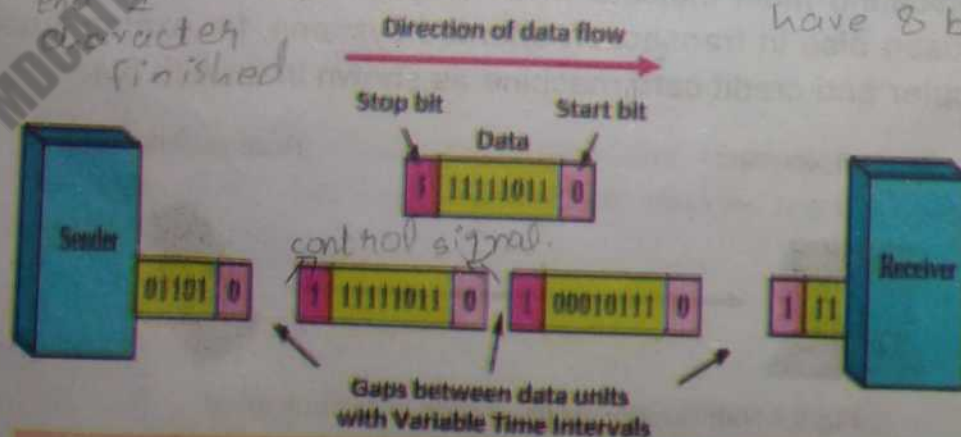 MDCAT
character
finished
have 8 b
Direction of data flow
Stop bit
Start bit
Data
1 11111011 0
Sender
control signal.
Receiver
01101 0
1 11111011 0
1 00010111 0
1 11
Gaps between data units
with Variable Time Intervals